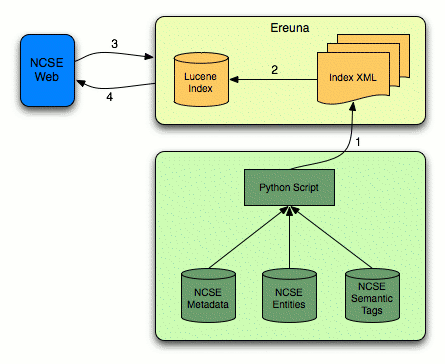 Ereuna
3
NCSE
Web
4
Lucene
Index
2
Index XML
1
Python Script
NCSE
Metadata
NCSE
Entities
NCSE
Semantic
Tags